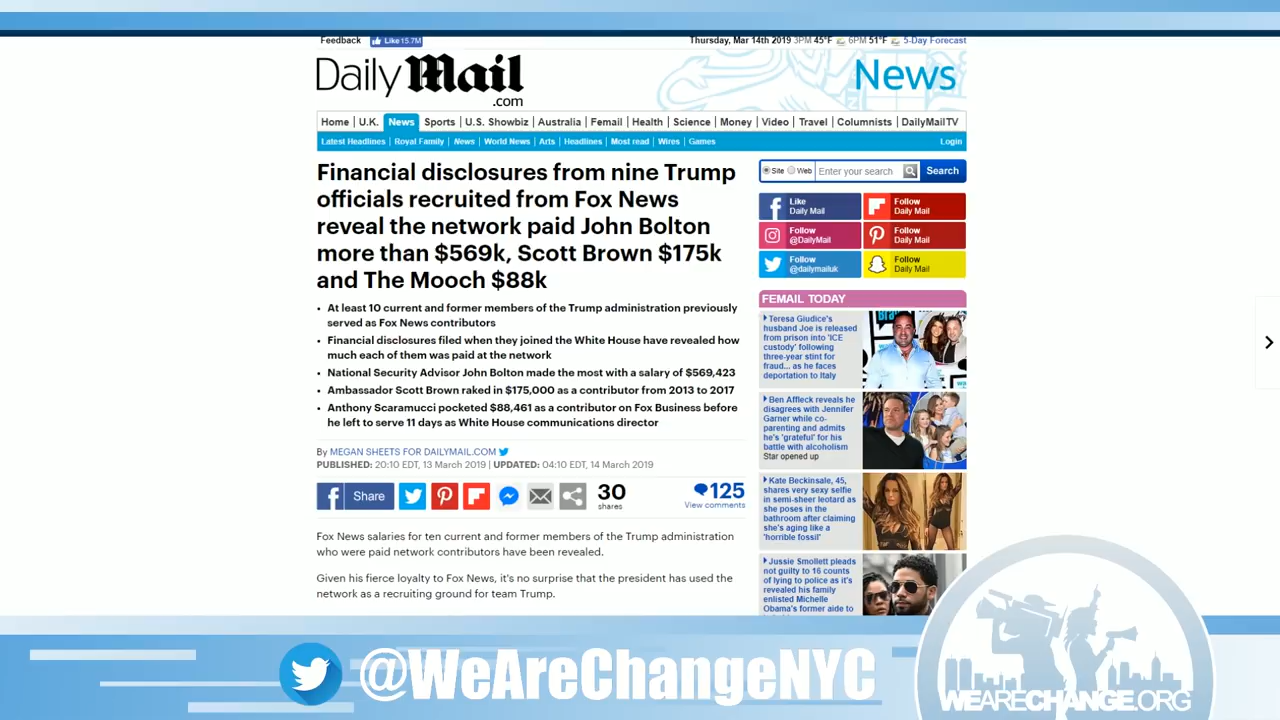 Feedback Like 15.7M Thursday, Mar 14th 2019 3PM 45°F 6PM 51°F 5-Day Forecast
Daily Mail
.com
News
Home U.K. News Sports U.S. Showbiz Australia Femail Health Science Money Video Travel Columnists DailyMailTV
Latest Headlines Royal Family News World News Arts Headlines Most read Wires Games Login
Financial disclosures from nine Trump
officials recruited from Fox News
reveal the network paid John Bolton
more than $569k, Scott Brown $175k
and The Mooch $88k
• At least 10 current and former members of the Trump administration previously
served as Fox News contributors
• Financial disclosures filed when they joined the White House have revealed how
much each of them was paid at the network
• National Security Advisor John Bolton made the most with a salary of $569,423
• Ambassador Scott Brown raked in $175,000 as a contributor from 2013 to 2017
• Anthony Scaramucci pocketed $88,461 as a contributor on Fox Business before
he left to serve 11 days as White House communications director
By MEGAN SHEETS FOR DAILYMAIL.COM
PUBLISHED: 20:10 EDT, 13 March 2019 | UPDATED: 04:10 EDT, 14 March 2019
Share
30
shares
125
View comments
Fox News salaries for ten current and former members of the Trump administration
who were paid network contributors have been revealed.
Given his fierce loyalty to Fox News, it's no surprise that the president has used the
network as a recruiting ground for team Trump.
Site Web Enter your search Search
Like
Daily Mail
Follow
Daily Mail
Follow
@DailyMail
Follow
Daily Mail
Follow
@dailymailuk
Follow
Daily Mail
FEMAIL TODAY
Teresa Giudice's
husband Joe is released
from prison into 'ICE
custody' following
three-year stint for
fraud... as he faces
deportation to Italy
Ben Affleck reveals he
disagrees with Jennifer
Garner while co-
parenting and admits
he's 'grateful' for his
battle with alcoholism
Star opened up
Kate Beckinsale, 45,
shares very sexy selfie
in semi-sheer leotard as
she poses in the
bathroom after claiming
she's aging like a
'horrible fossil'
Jussie Smollett pleads
not guilty to 16 counts
of lying to police as it's
revealed his family
enlisted Michelle
Obama's former aide to
@WeAreChangeNYC
WEARECHANGE.ORG